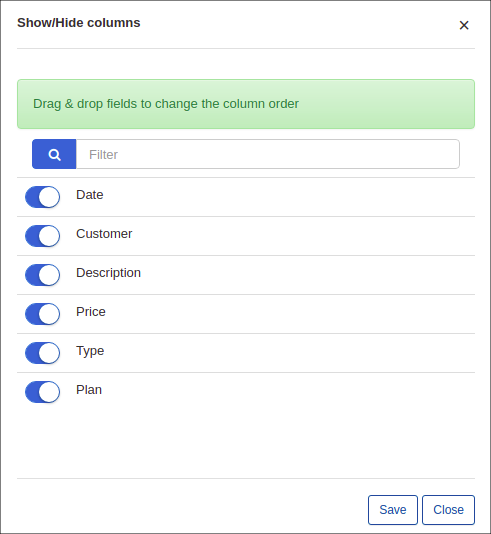 Show/Hide columns
×
Drag & drop fields to change the column order
Filter
Date
Customer
Description
Price
Type
Plan
Save Close